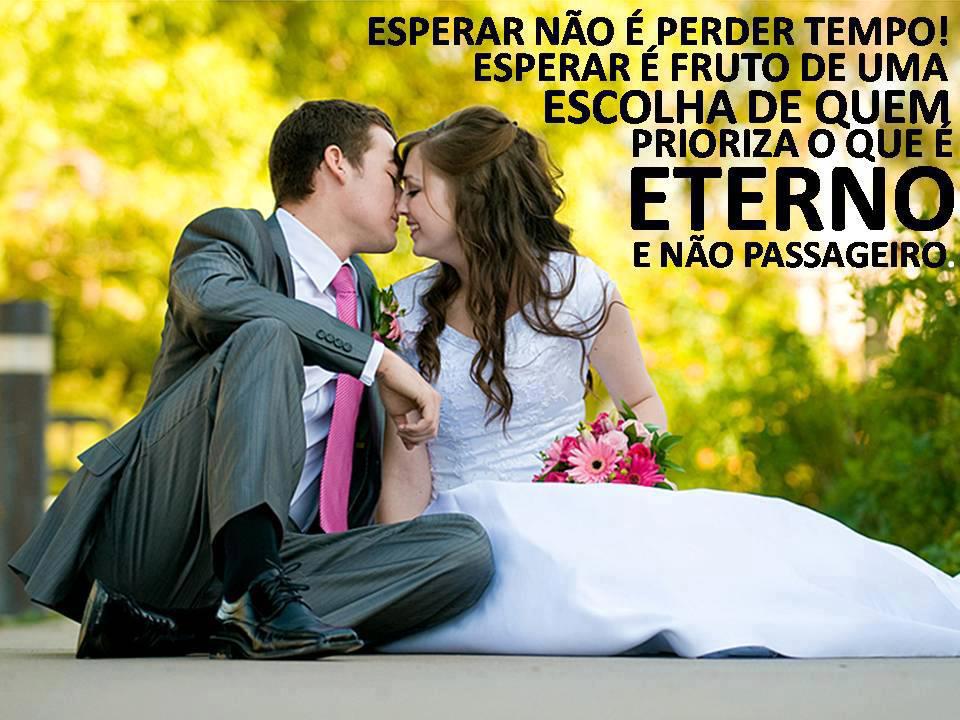 ESPERAR NÃO É PERDER TEMPO!
ESPERAR É FRUTO DE UMA
ESCOLHA DE QUEM
PRIORIZA O QUE É
ETERNO
E NÃO PASSAGEIRO.